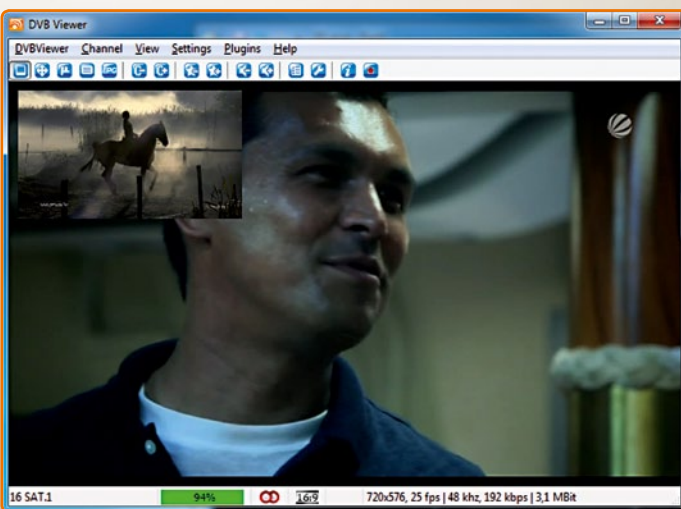 DVB Viewer
DVBViewer Channel View Settings Plugins Help
EPG
16 SAT.1 94% 16:9 720x576, 25 fps | 48 khz, 192 kbps | 3,1 MBit